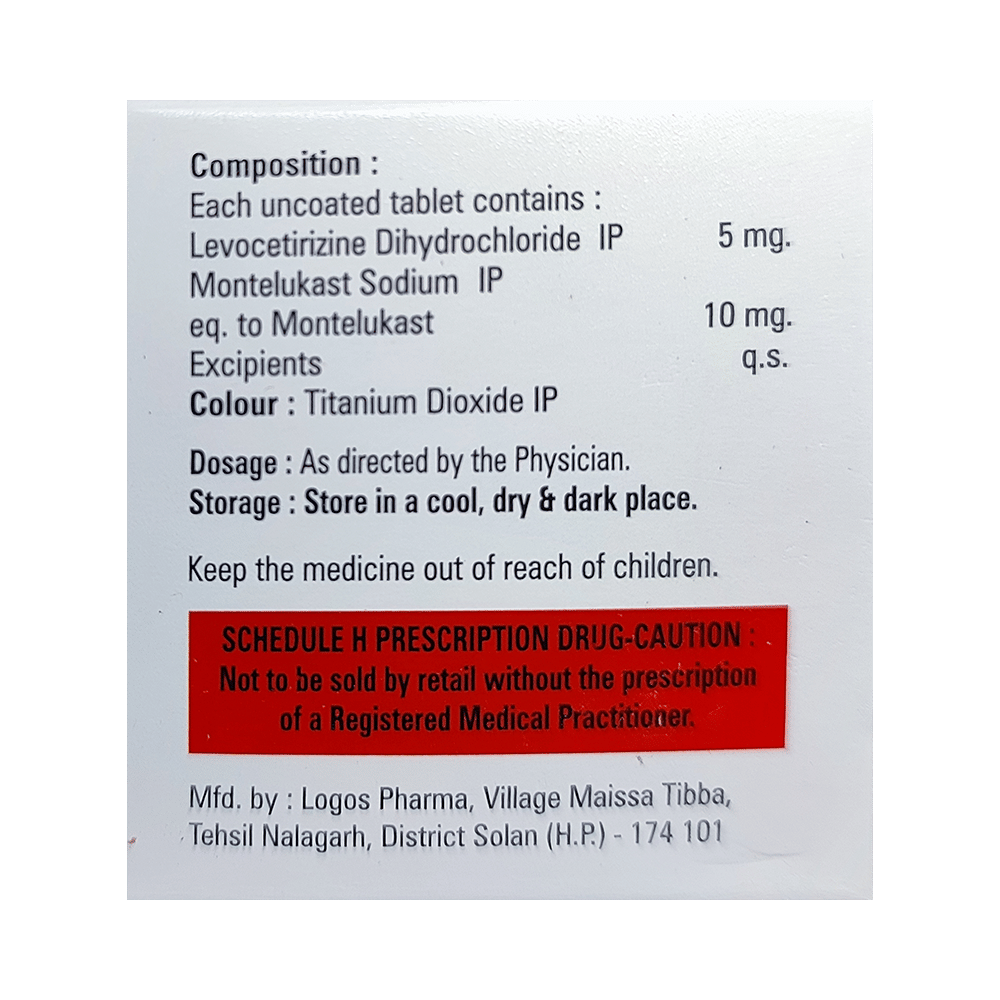 Composition :
Each uncoated tablet contains :
Levocetirizine Dihydrochloride IP 5 mg.
Montelukast Sodium IP
eq. to Montelukast 10 mg.
Excipients q.s.
Colour : Titanium Dioxide IP
Dosage : As directed by the Physician.
Storage : Store in a cool, dry & dark place.
Keep the medicine out of reach of children.
SCHEDULE H PRESCRIPTION DRUG-CAUTION :
Not to be sold by retail without the prescription
of a Registered Medical Practitioner.
Mfd. by : Logos Pharma, Village Maissa Tibba,
Tehsil Nalagarh, District Solan (H.P.) - 174 101